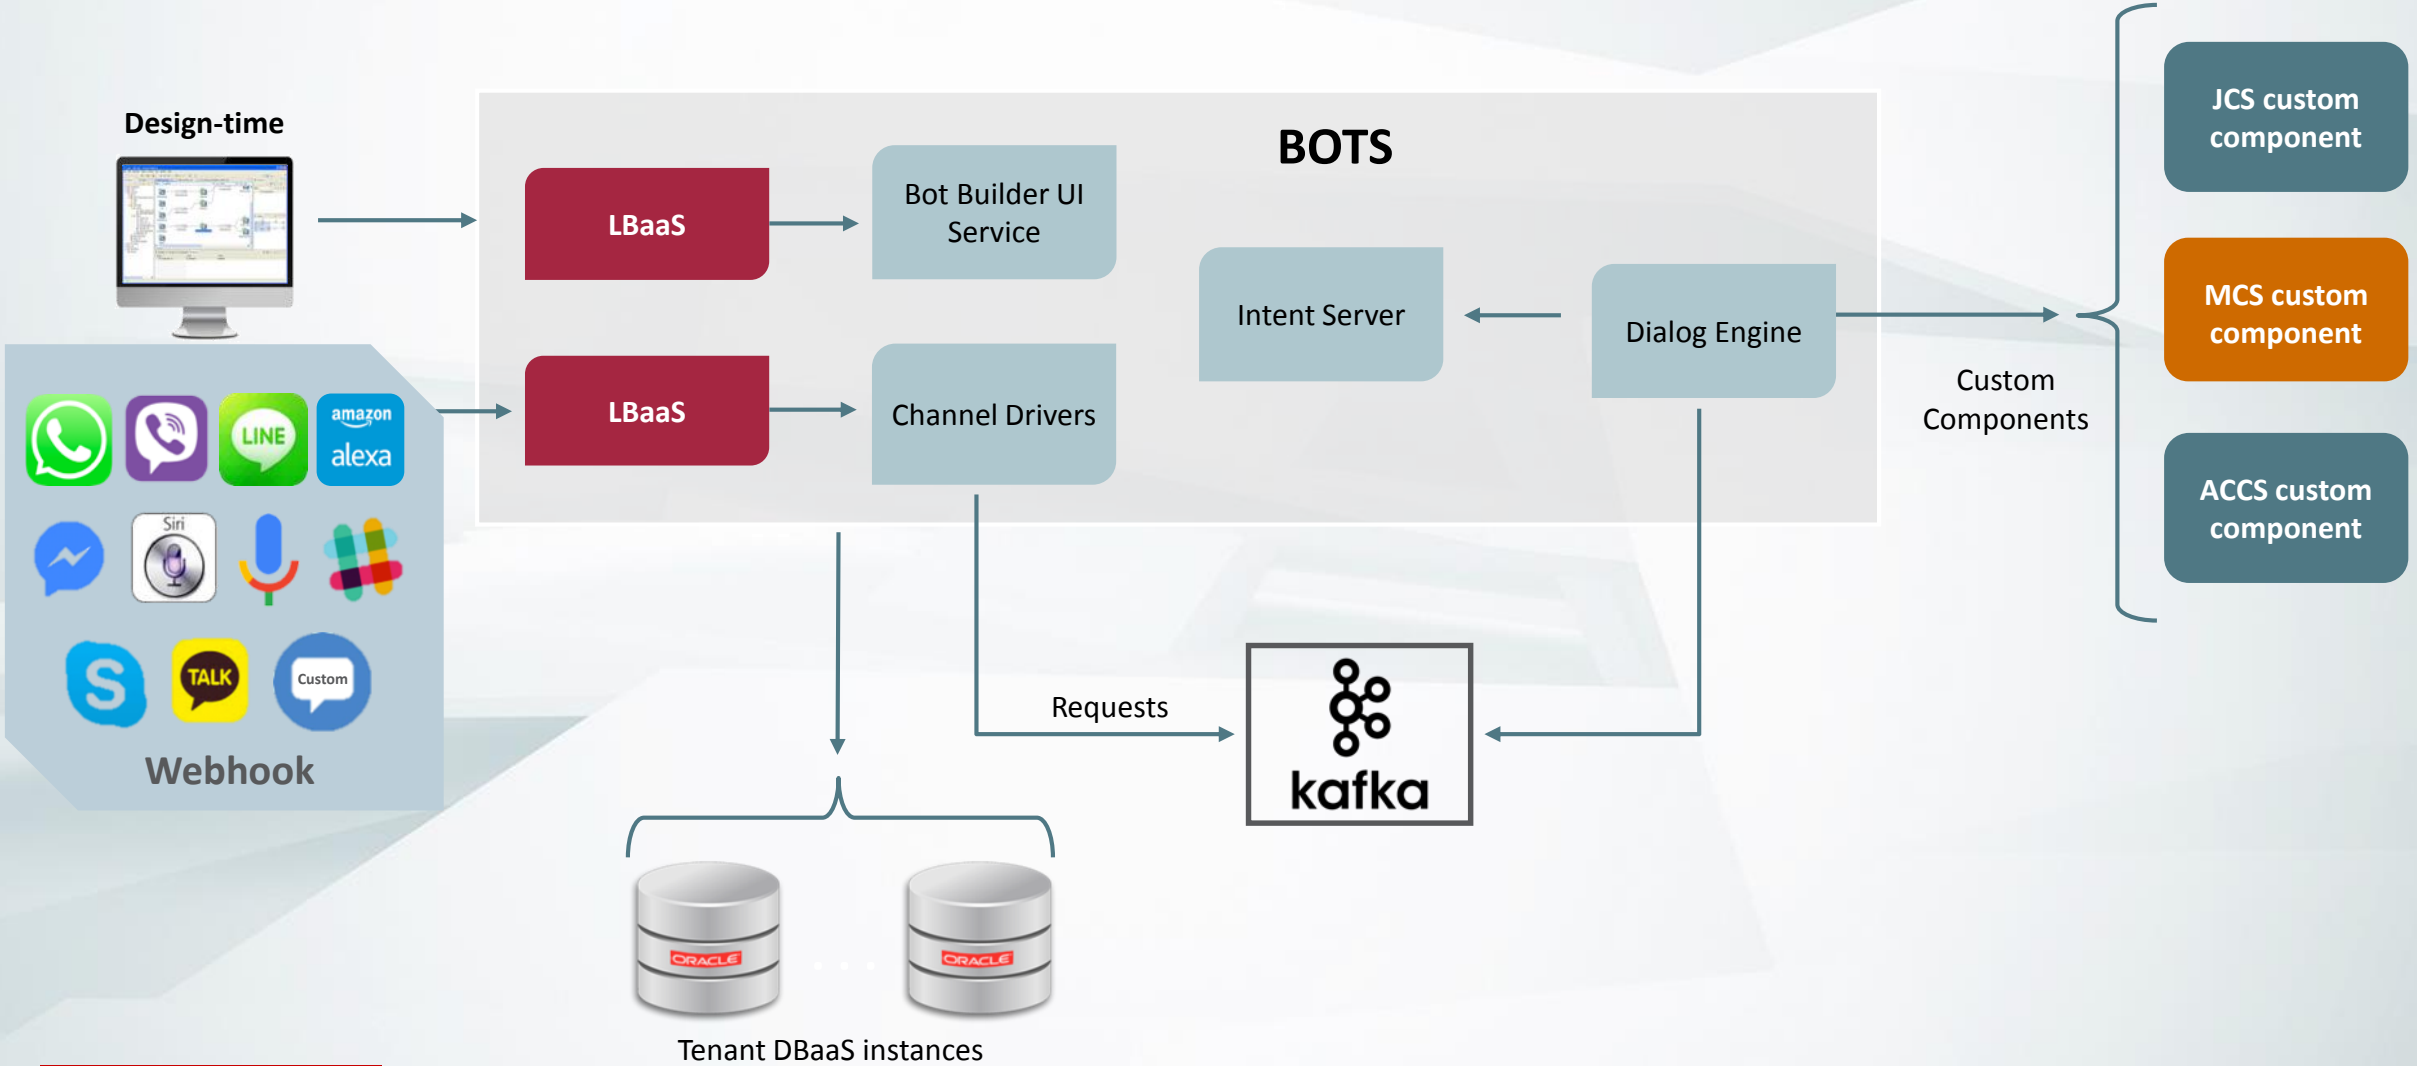 Design-time
BOTS
LBaaS
Bot Builder UI
Service
LBaaS
Channel Drivers
Intent Server
Dialog Engine
Custom
Components
JCS custom
component
MCS custom
component
ACCS custom
component
LINE
amazon
alexa
Siri
TALK
Custom
Webhook
Requests
kafka
ORACLE
ORACLE
Tenant DBaaS instances